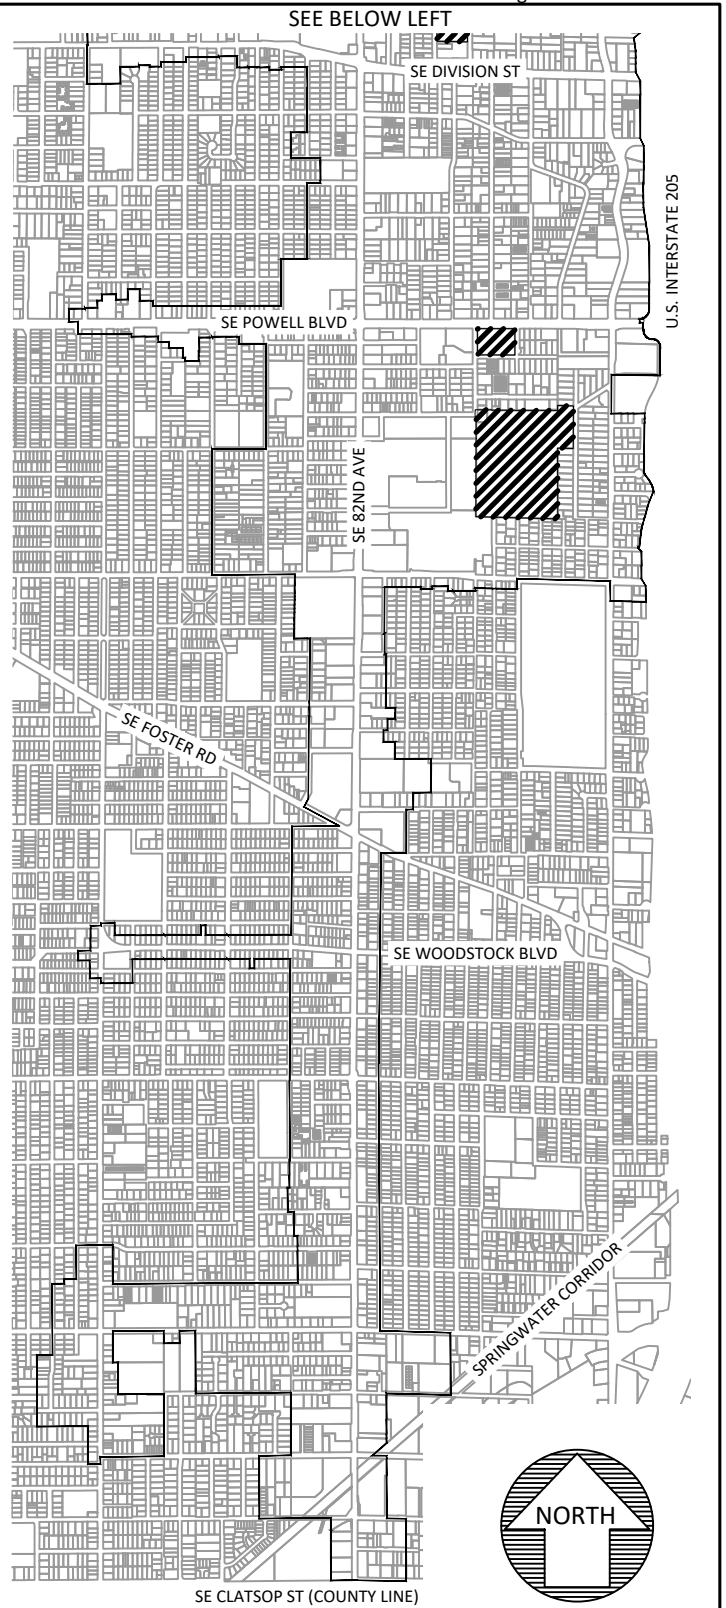 SEE BELOW LEFT
SE DIVISION ST
U.S. INTERSTATE 205
SE POWELL BLVD
SE 82ND AVE
SE FOSTER RD
SE WOODSTOCK BLVD
SPRINGWATER CORRIDOR
NORTH
SE CLATSOP ST (COUNTY LINE)